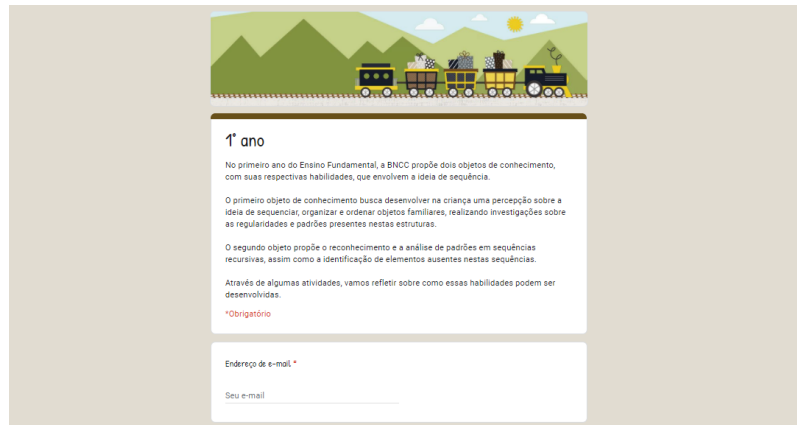 1° ano
No primeiro ano do Ensino Fundamental, a BNCC propõe dois objetos de conhecimento,
com suas respectivas habilidades, que envolvem a ideia de sequência.
O primeiro objeto de conhecimento busca desenvolver na criança uma percepção sobre a
ideia de sequenciar, organizar e ordenar objetos familiares, realizando investigações sobre
as regularidades e padrões presentes nestas estruturas.
O segundo objeto propõe o reconhecimento e a análise de padrões em sequências
recursivas, assim como a identificação de elementos ausentes nestas sequências.
Através de algumas atividades, vamos refletir sobre como essas habilidades podem ser
desenvolvidas.
*Obrigatório
Endereço de e-mail *
Seu e-mail